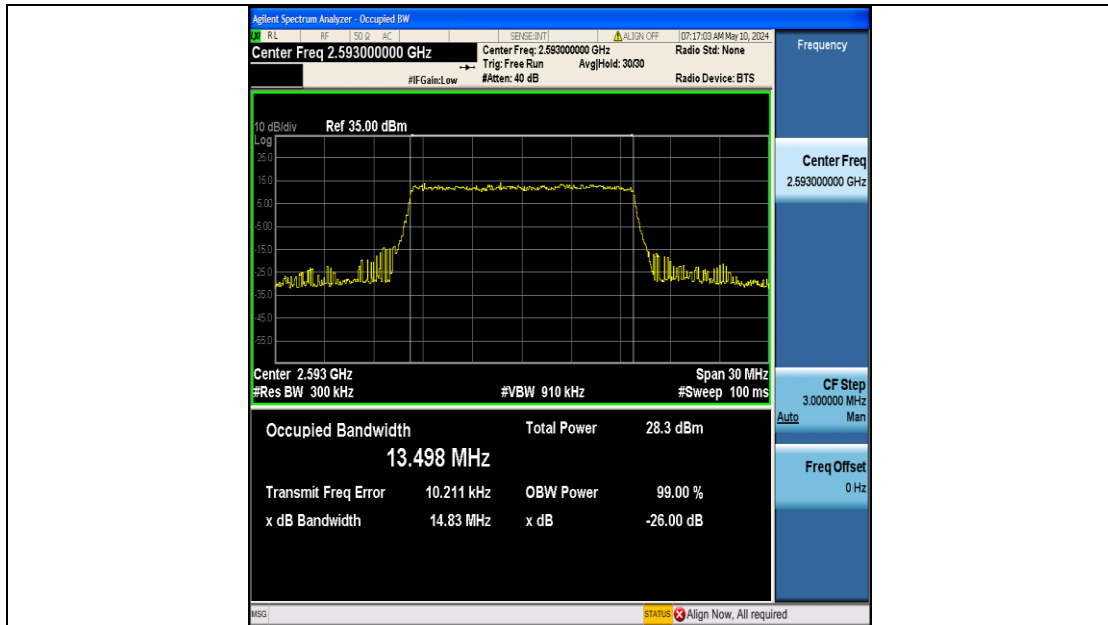 Agilent Spectrum Analyzer - Occupied BW
RL RF 50 Ω AC SENSE:INT ALIGN OFF 07:17:03 AM May 10, 2024
Center Freq 2.593000000 GHz
Center Freq: 2.593000000 GHz Radio Std: None
Trig: Free Run Avg|Hold: 30/30
#IFGain:Low #Atten: 40 dB Radio Device: BTS
Frequency
10 dB/div Ref 35.00 dBm
Log
25.0
15.0
5.00
-5.00
-15.0
-25.0
-35.0
-45.0
-55.0
Center 2.593 GHz Span 30 MHz
#Res BW 300 kHz #VBW 910 kHz #Sweep 100 ms
Occupied Bandwidth Total Power 28.3 dBm
13.498 MHz
Transmit Freq Error 10.211 kHz OBW Power 99.00 %
x dB Bandwidth 14.83 MHz x dB -26.00 dB
Center Freq
2.593000000 GHz
CF Step
3.000000 MHz
Auto Man
Freq Offset
0 Hz
MSG STATUS Align Now, All required